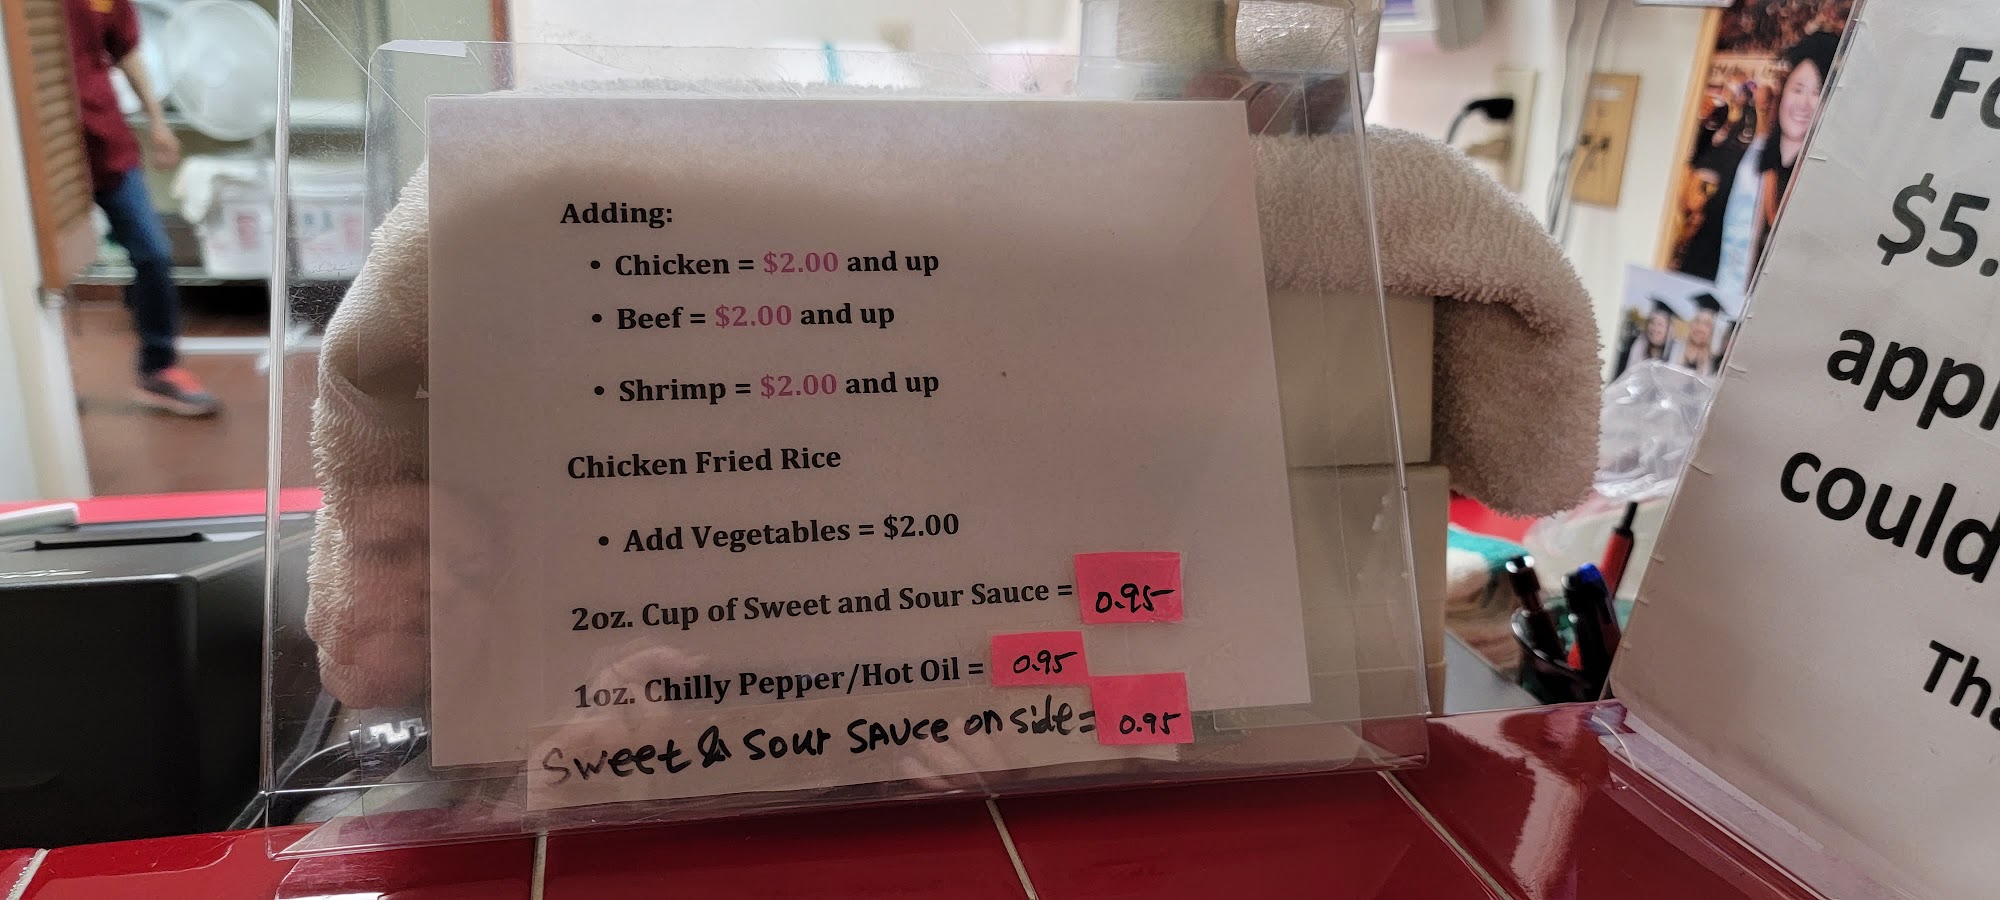 Adding:
• Chicken = $2.00 and up
• Beef = $2.00 and up
• Shrimp = $2.00 and up
Chicken Fried Rice
• Add Vegetables = $2.00
2oz. Cup of Sweet and Sour Sauce = 0.95
1oz. Chilly Pepper/Hot Oil = 0.95
Sweet & Sour SAUCE on side= 0.95
$5.
could